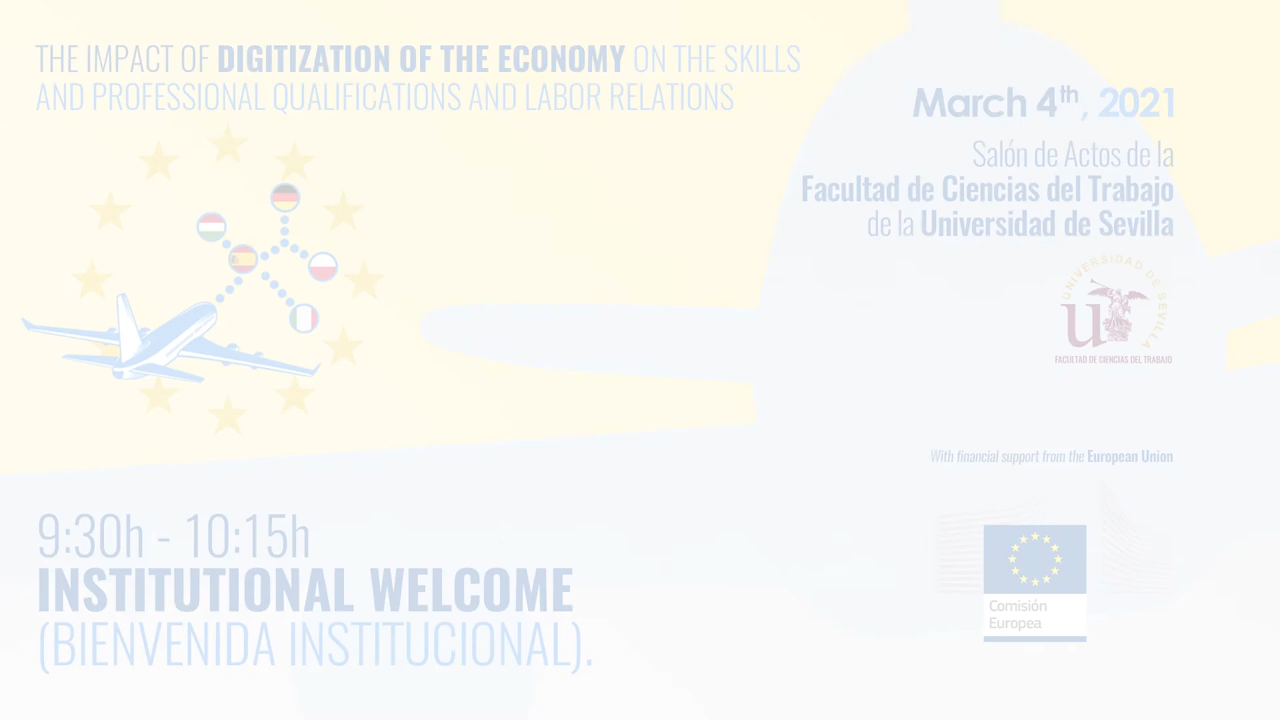 THE IMPACT OF DIGITIZATION OF THE ECONOMY ON THE SKILLS
AND PROFESSIONAL QUALIFICATIONS AND LABOR RELATIONS
March 4th, 2021
Salón de Actos de la
Facultad de Ciencias del Trabajo
de la Universidad de Sevilla
UNIVERSIDAD DE SEVILLA
u
FACULTAD DE CIENCIAS DEL TRABAJO
With financial support from the European Union
Comisión
Europea
9:30h - 10:15h
INSTITUTIONAL WELCOME
(BIENVENIDA INSTITUCIONAL).